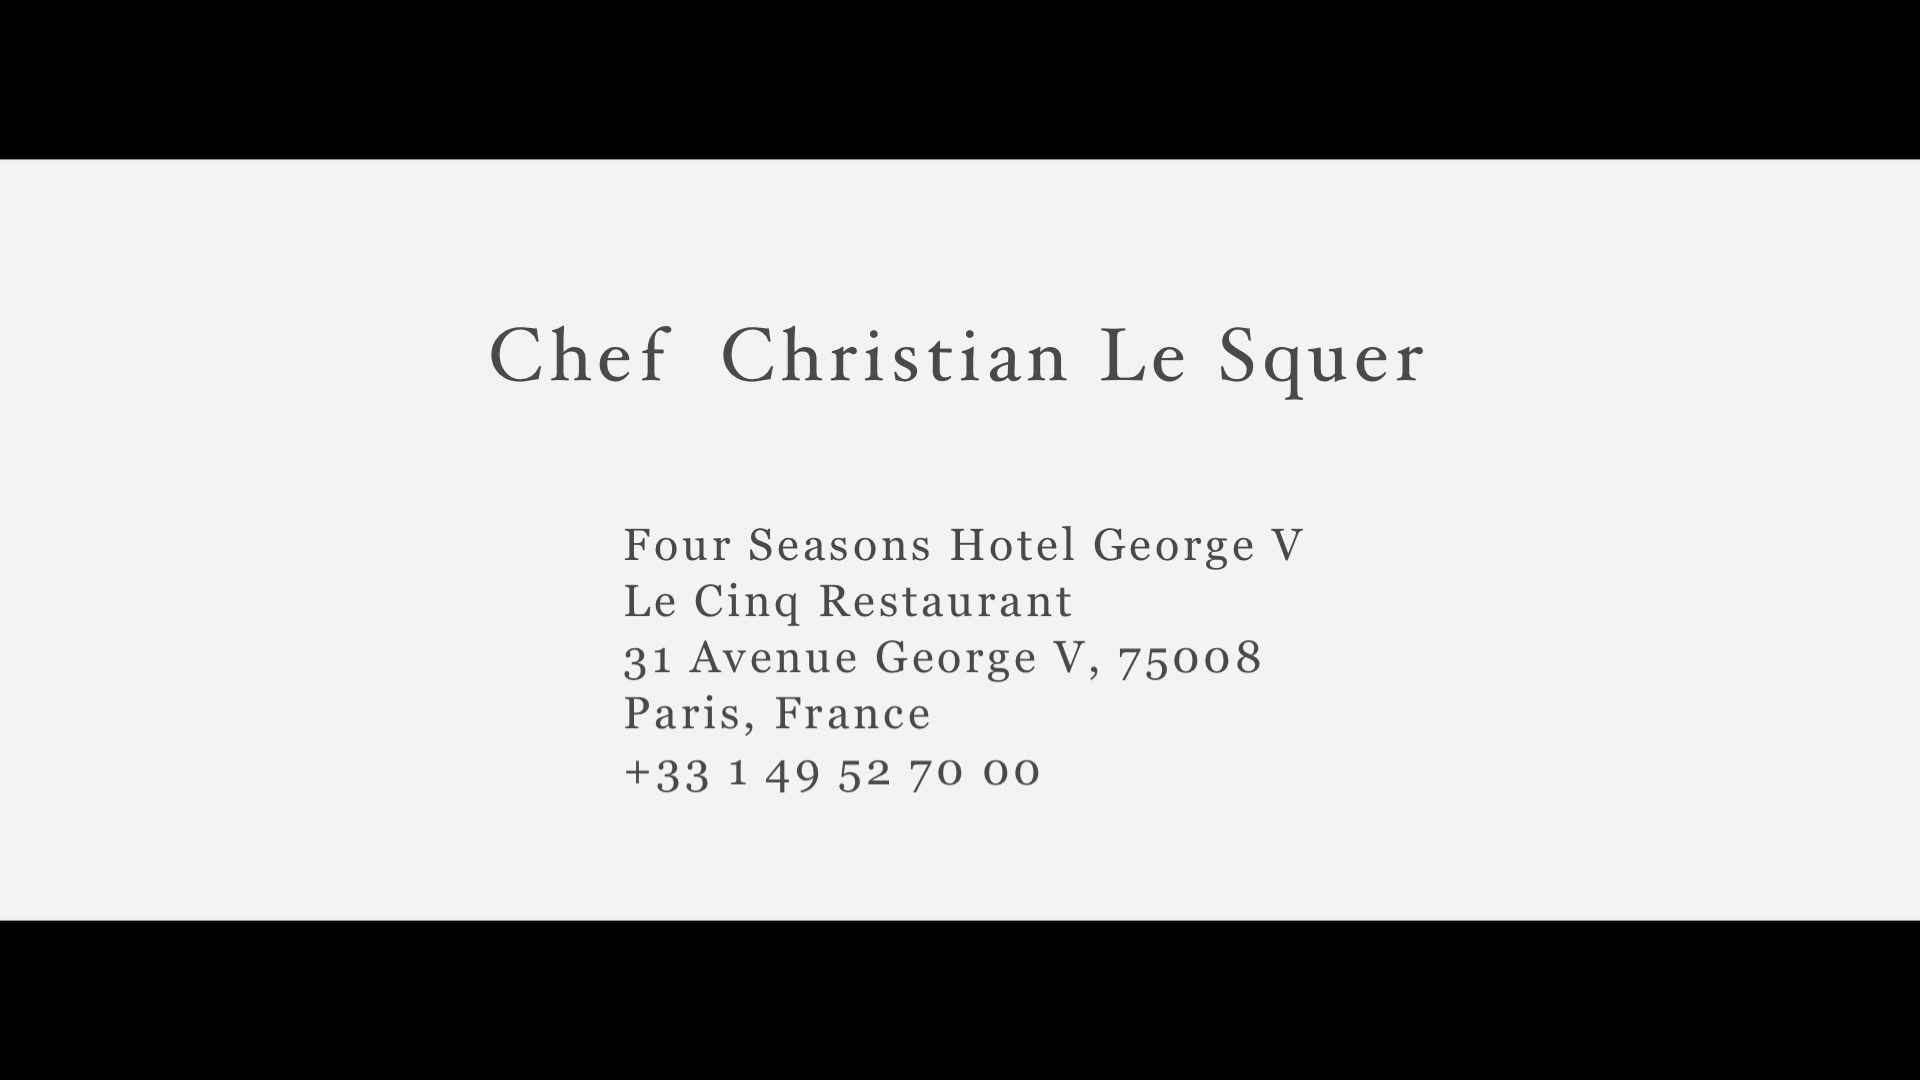 Chef Christian Le Squer
Four Seasons Hotel George V
Le Cinq Restaurant
31 Avenue George V, 75008
Paris, France
+33 1 49 52 70 00